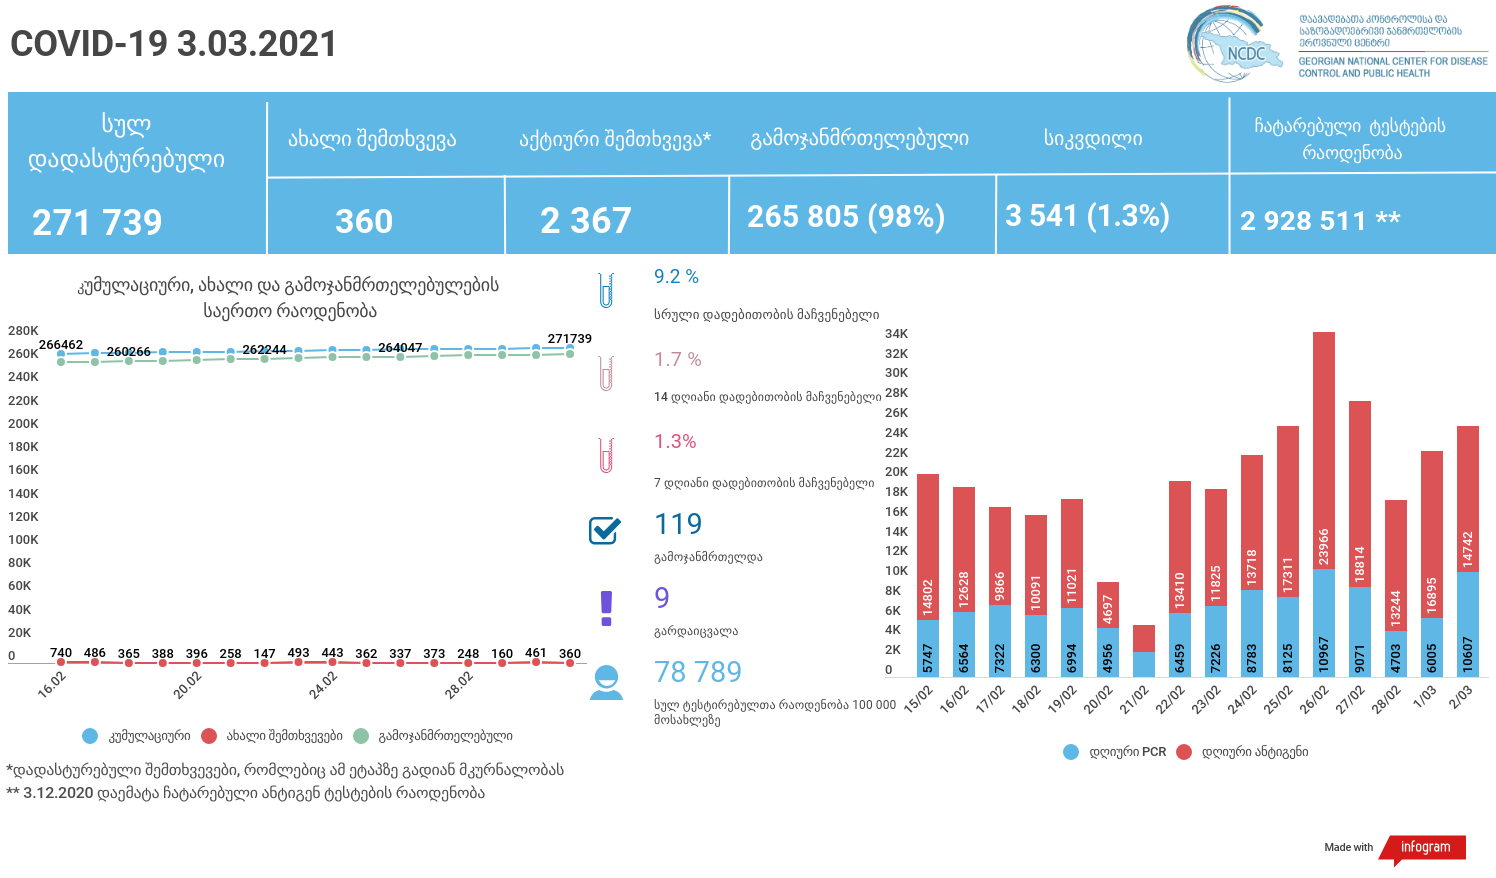 COVID-19 3.03.2021
დაავადებათა კონტროლისა და
საზოგადოებრივი ჯანმრთელობის
ეროვნული ცენტრი
NCDC
GEORGIAN NATIONAL CENTER FOR DISEASE
CONTROL AND PUBLIC HEALTH
სულ
დადასტურებული
271 739
ახალი შემთხვევა
360
აქტიური შემთხვევა*
2 367
გამოჯანმრთელებული
265 805 (98%)
სიკვდილი
3 541 (1.3%)
ჩატარებული ტესტების
რაოდენობა
2 928 511 **
კუმულაციური, ახალი და გამოჯანმრთელებულების
საერთო რაოდენობა
280K
260K
240K
220K
200K
180K
160K
140K
120K
100K
80K
60K
40K
20K
0
266462
260266
262244
264047
271739
740 486 365 388 396 258 147 493 443 362 337 373 248 160 461 360
16.02 20.02 24.02 28.02
კუმულაციური ახალი შემთხვევები გამოჯანმრთელებული
*დადასტურებული შემთხვევები, რომლებიც ამ ეტაპზე გადიან მკურნალობას
** 3.12.2020 დაემატა ჩატარებული ანტიგენ ტესტების რაოდენობა
9.2 %
სრული დადებითობის მაჩვენებელი
1.7 %
14 დღიანი დადებითობის მაჩვენებელი
1.3%
7 დღიანი დადებითობის მაჩვენებელი
119
გამოჯანმრთელდა
9
გარდაიცვალა
78 789
სულ ტესტირებულთა რაოდენობა 100 000
მოსახლეზე
34K
32K
30K
28K
26K
24K
22K
20K
18K
16K
14K
12K
10K
8K
6K
4K
2K
0
14802 12628 9866 10091 11021 4697 13410 11825 13718 17311 23966 18814 13244 16895 14742
5747 6564 7322 6300 6994 4956 6459 7226 8783 8125 10967 9071 4703 6005 10607
15/02 16/02 17/02 18/02 19/02 20/02 21/02 22/02 23/02 24/02 25/02 26/02 27/02 28/02 1/03 2/03
დღიური PCR დღიური ანტიგენი
Made with infogram